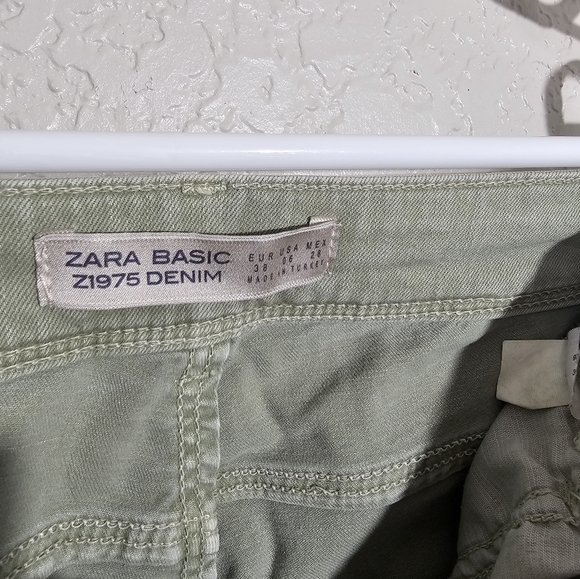 ZARA BASIC
Z1975 DENIM
EUR USA MEX
38 06 28
MADE IN TURKEY